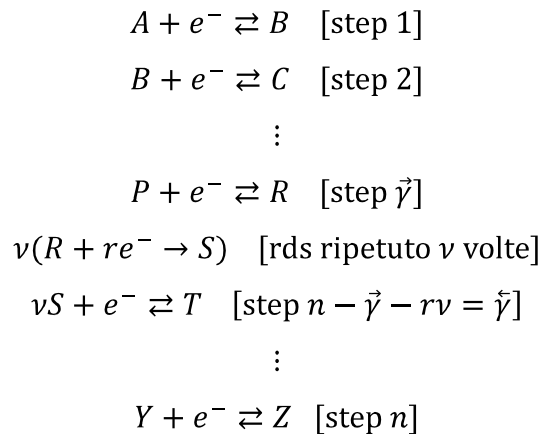 A + e⁻ ⇄ B [step 1]
B + e⁻ ⇄ C [step 2]
⋮
P + e⁻ ⇄ R [step γ⃗]
ν(R + re⁻ → S) [rds ripetuto ν volte]
νS + e⁻ ⇄ T [step n − γ⃗ − rν = γ⃖]
⋮
Y + e⁻ ⇄ Z [step n]